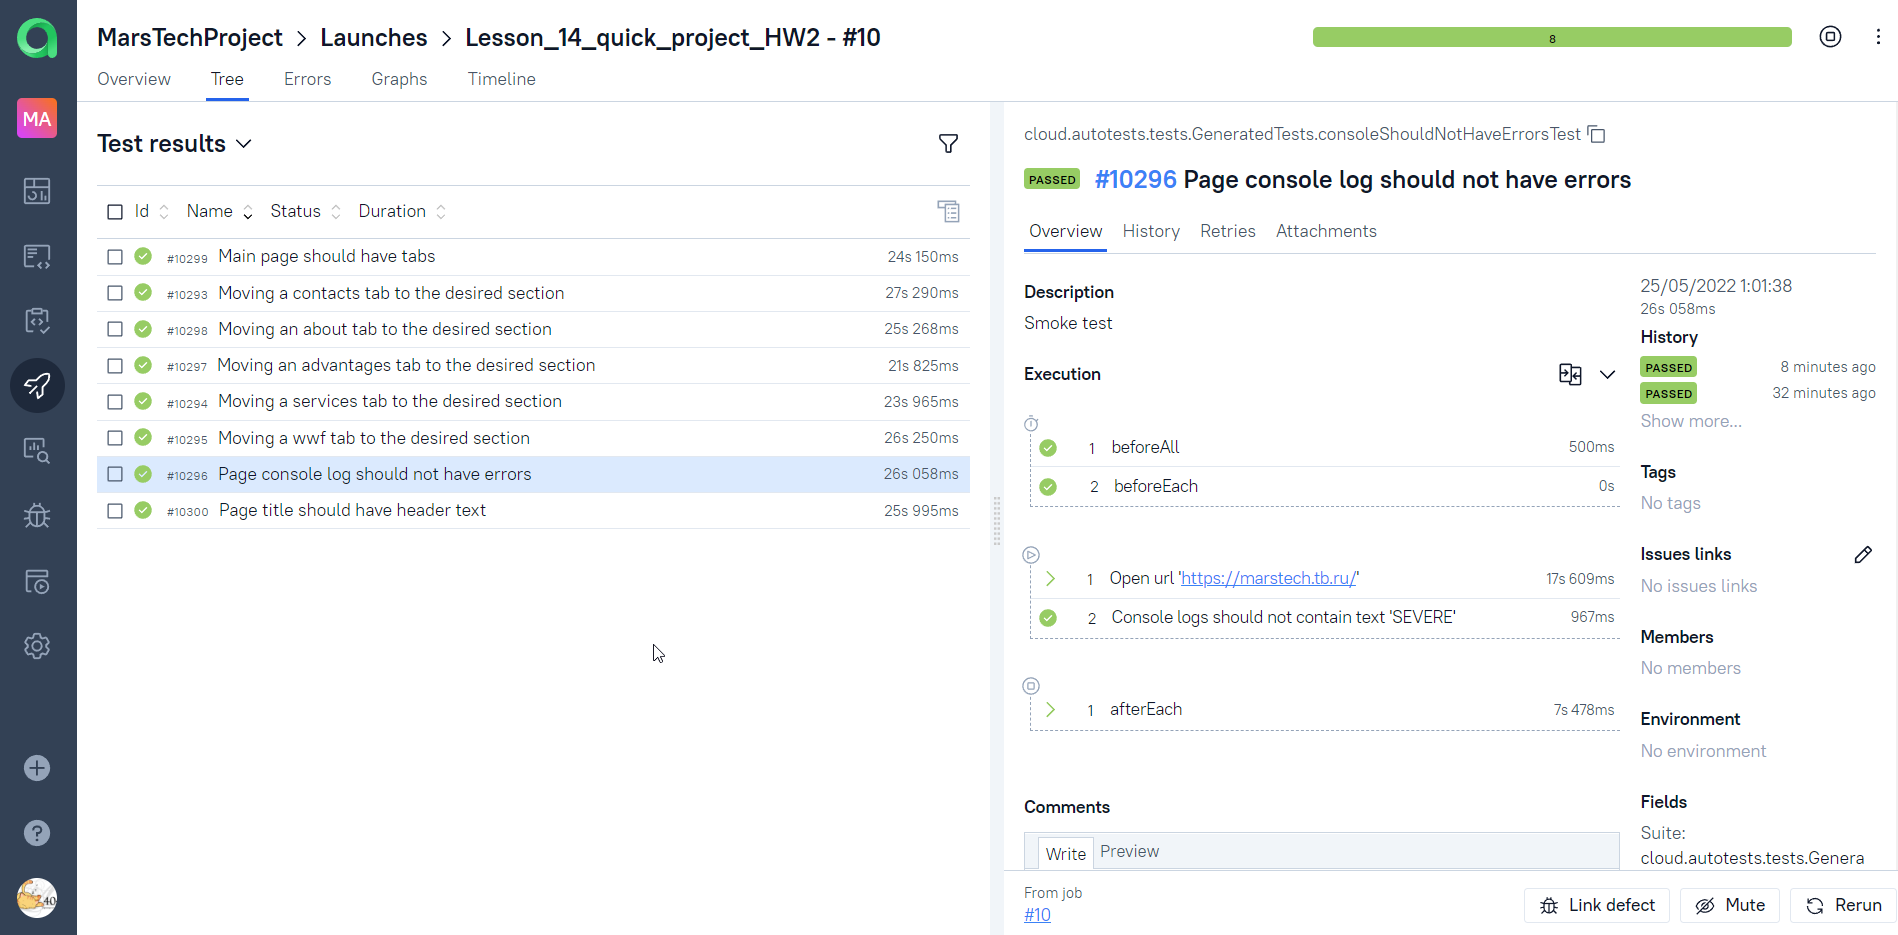 MarsTechProject > Launches > Lesson_14_quick_project_HW2 - #10
8
Overview Tree Errors Graphs Timeline
MA
Test results
Id Name Status Duration
#10299 Main page should have tabs 24s 150ms
#10293 Moving a contacts tab to the desired section 27s 290ms
#10298 Moving an about tab to the desired section 25s 268ms
#10297 Moving an advantages tab to the desired section 21s 825ms
#10294 Moving a services tab to the desired section 23s 965ms
#10295 Moving a wwf tab to the desired section 26s 250ms
#10296 Page console log should not have errors 26s 058ms
#10300 Page title should have header text 25s 995ms
40
cloud.autotests.tests.GeneratedTests.consoleShouldNotHaveErrorsTest
PASSED #10296 Page console log should not have errors
Overview History Retries Attachments
Description
Smoke test
Execution
1 beforeAll 500ms
2 beforeEach 0s
1 Open url 'https://marstech.tb.ru/' 17s 609ms
2 Console logs should not contain text 'SEVERE' 967ms
1 afterEach 7s 478ms
Comments
Write Preview
25/05/2022 1:01:38
26s 058ms
History
PASSED 8 minutes ago
PASSED 32 minutes ago
Show more...
Tags
No tags
Issues links
No issues links
Members
No members
Environment
No environment
Fields
Suite:
cloud.autotests.tests.Genera
From job
#10
Link defect Mute Rerun